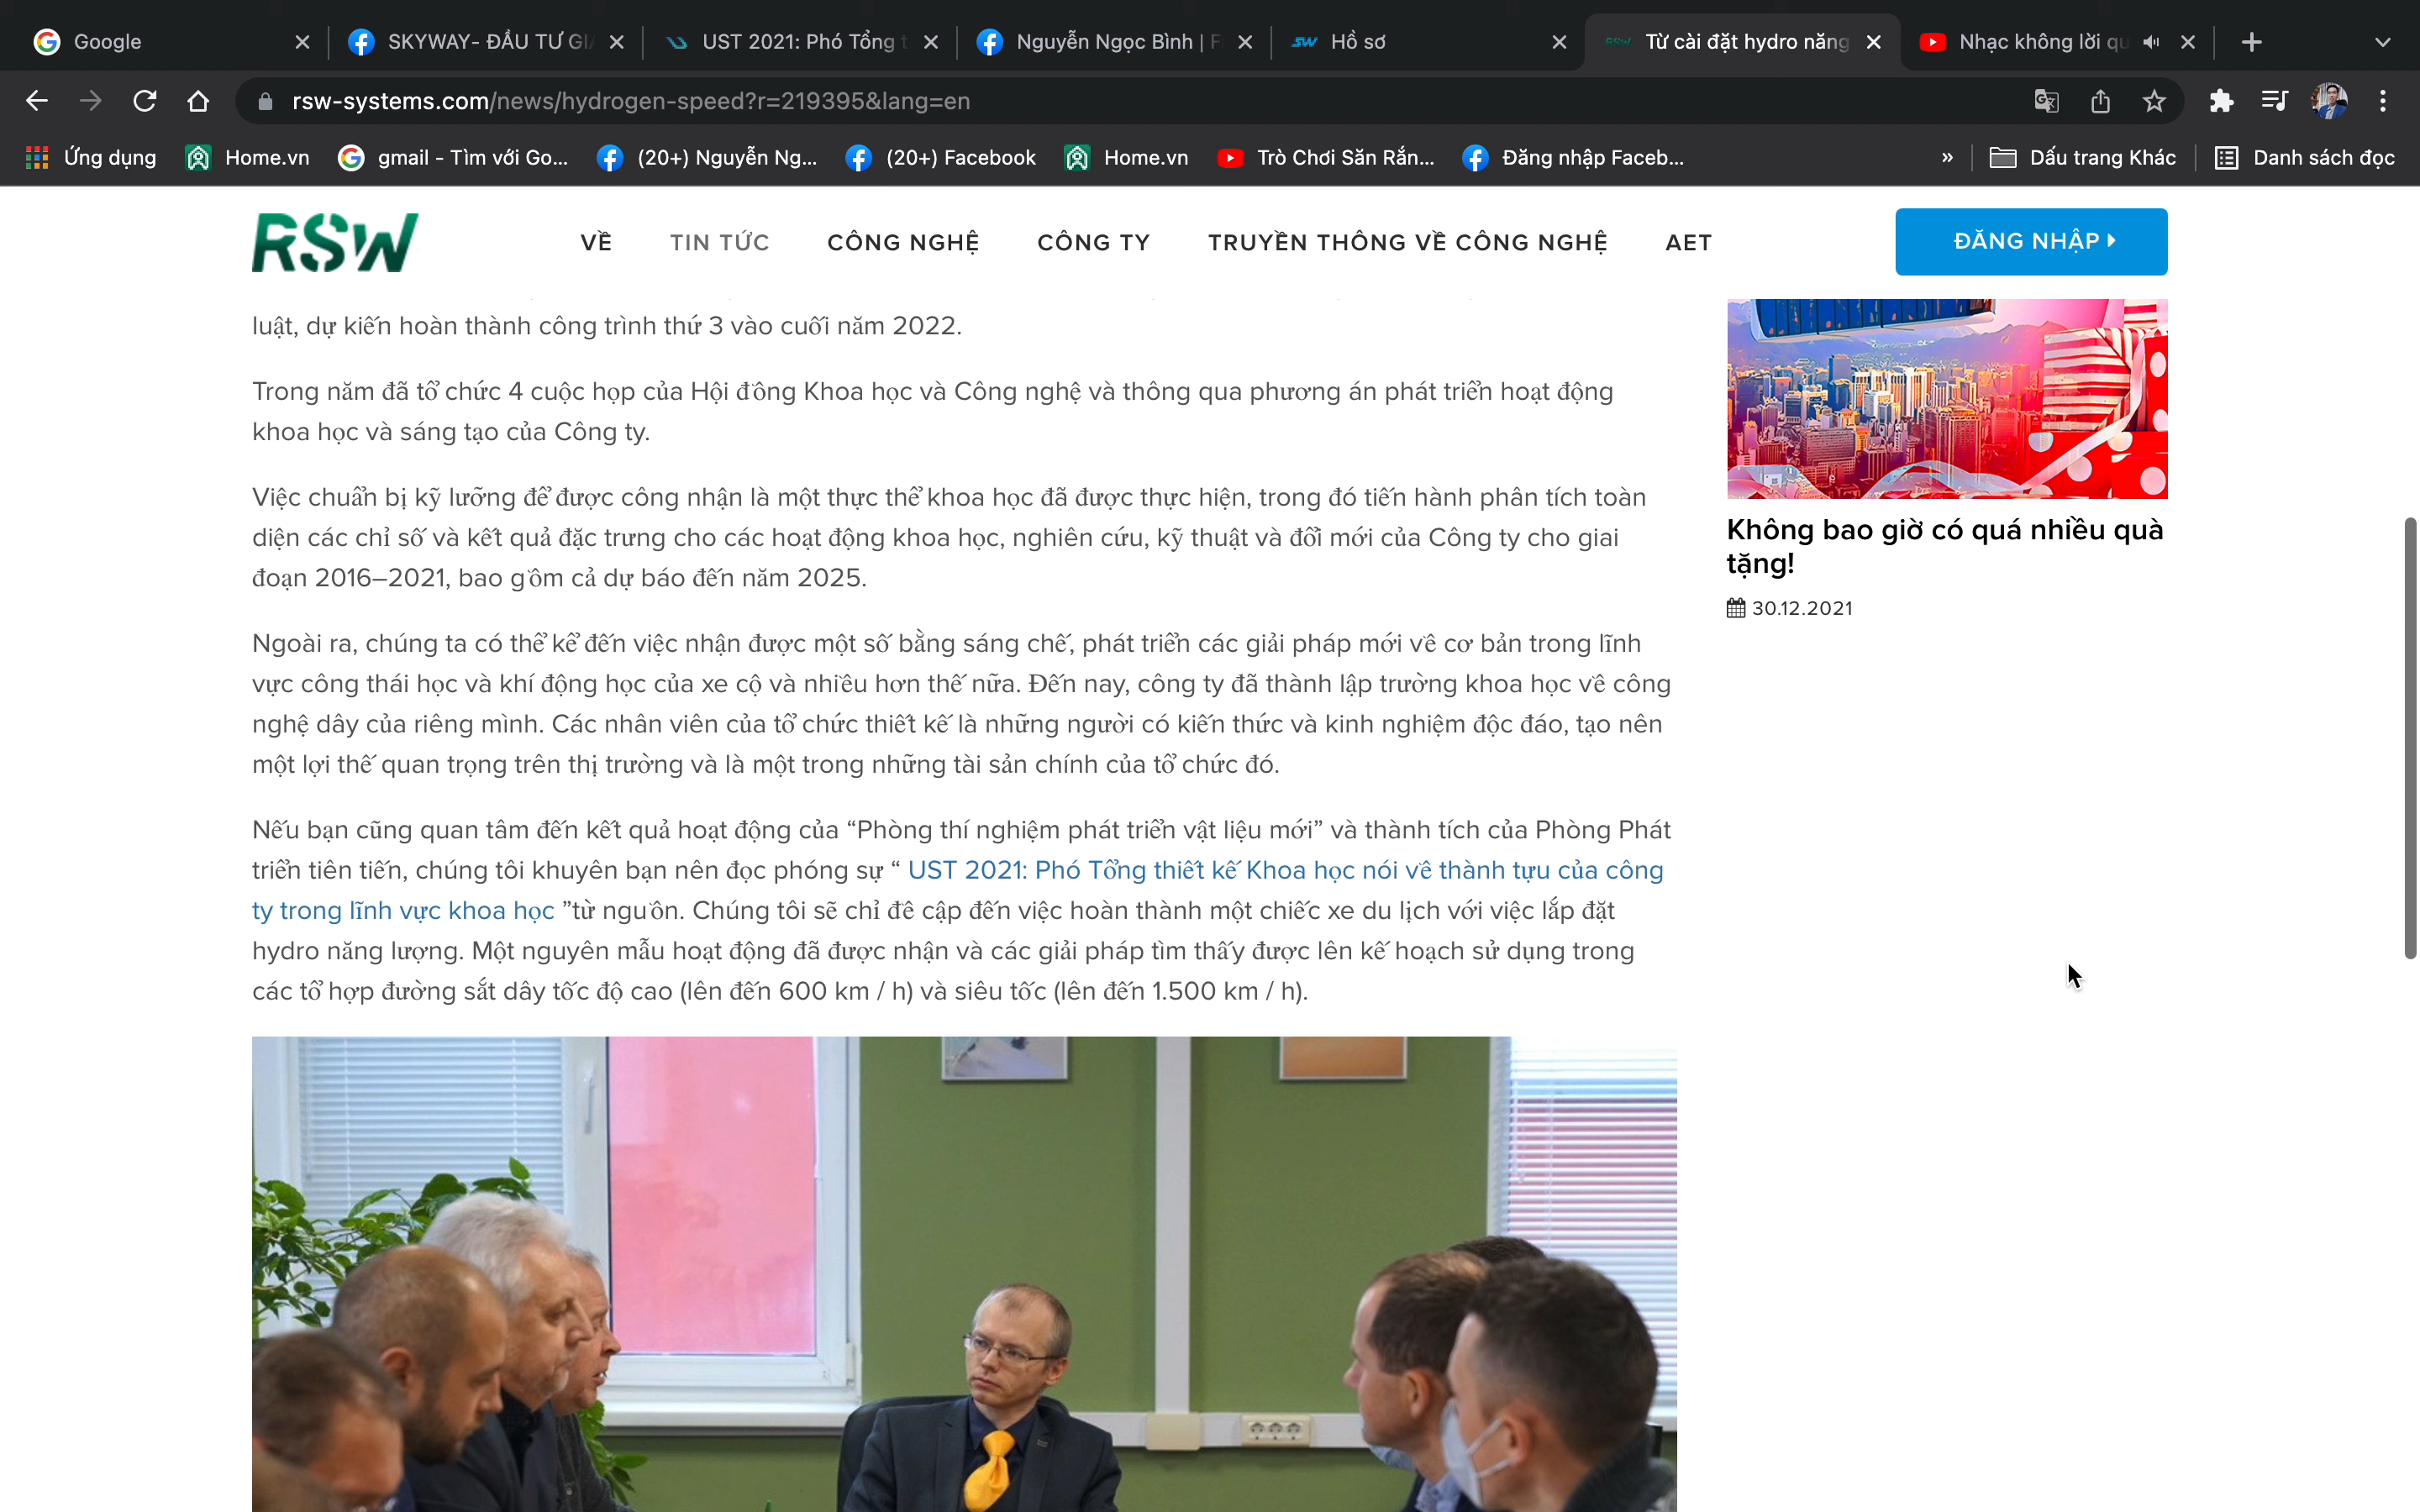 Google
SKYWAY- ĐẦU TƯ GI
UST 2021: Phó Tổng t
Nguyễn Ngọc Bình | F
SW Hồ sơ
Từ cài đặt hydro năng
Nhạc không lời qu
rsw-systems.com/news/hydrogen-speed?r=219395&lang=en
Ứng dụng
Home.vn
gmail - Tìm với Go...
(20+) Nguyễn Ng...
(20+) Facebook
Home.vn
Trò Chơi Săn Rắn...
Đăng nhập Faceb...
»
Dấu trang Khác
Danh sách đọc
RSW
VỀ
TIN TỨC
CÔNG NGHỆ
CÔNG TY
TRUYỀN THÔNG VỀ CÔNG NGHỆ
AET
ĐĂNG NHẬP
luật, dự kiến hoàn thành công trình thứ 3 vào cuối năm 2022.
Trong năm đã tổ chức 4 cuộc họp của Hội đồng Khoa học và Công nghệ và thông qua phương án phát triển hoạt động
khoa học và sáng tạo của Công ty.
Việc chuẩn bị kỹ lưỡng để được công nhận là một thực thể khoa học đã được thực hiện, trong đó tiến hành phân tích toàn
diện các chỉ số và kết quả đặc trưng cho các hoạt động khoa học, nghiên cứu, kỹ thuật và đổi mới của Công ty cho giai
đoạn 2016–2021, bao gồm cả dự báo đến năm 2025.
Ngoài ra, chúng ta có thể kể đến việc nhận được một số bằng sáng chế, phát triển các giải pháp mới về cơ bản trong lĩnh
vực công thái học và khí động học của xe cộ và nhiều hơn thế nữa. Đến nay, công ty đã thành lập trường khoa học về công
nghệ dây của riêng mình. Các nhân viên của tổ chức thiết kế là những người có kiến thức và kinh nghiệm độc đáo, tạo nên
một lợi thế quan trọng trên thị trường và là một trong những tài sản chính của tổ chức đó.
Nếu bạn cũng quan tâm đến kết quả hoạt động của “Phòng thí nghiệm phát triển vật liệu mới” và thành tích của Phòng Phát
triển tiên tiến, chúng tôi khuyên bạn nên đọc phóng sự “ UST 2021: Phó Tổng thiết kế Khoa học nói về thành tựu của công
ty trong lĩnh vực khoa học ”từ nguồn. Chúng tôi sẽ chỉ đề cập đến việc hoàn thành một chiếc xe du lịch với việc lắp đặt
hydro năng lượng. Một nguyên mẫu hoạt động đã được nhận và các giải pháp tìm thấy được lên kế hoạch sử dụng trong
các tổ hợp đường sắt dây tốc độ cao (lên đến 600 km / h) và siêu tốc (lên đến 1.500 km / h).
Không bao giờ có quá nhiều quà
tặng!
30.12.2021